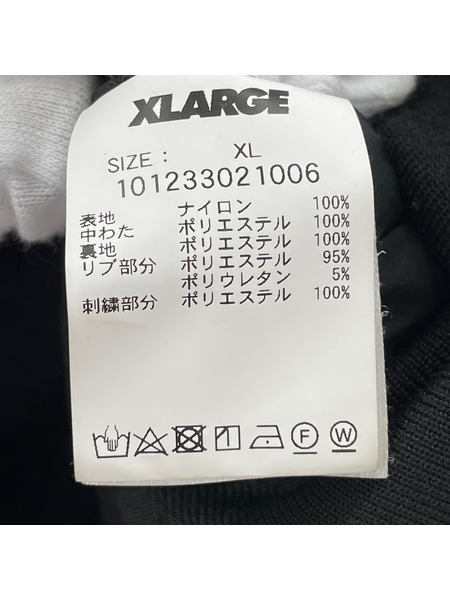 XLARGE
SIZE : XL
101233021006
表地 ナイロン 100%
中わた ポリエステル 100%
裏地 ポリエステル 100%
リブ部分 ポリエステル 95%
ポリウレタン 5%
刺繍部分 ポリエステル 100%
F W